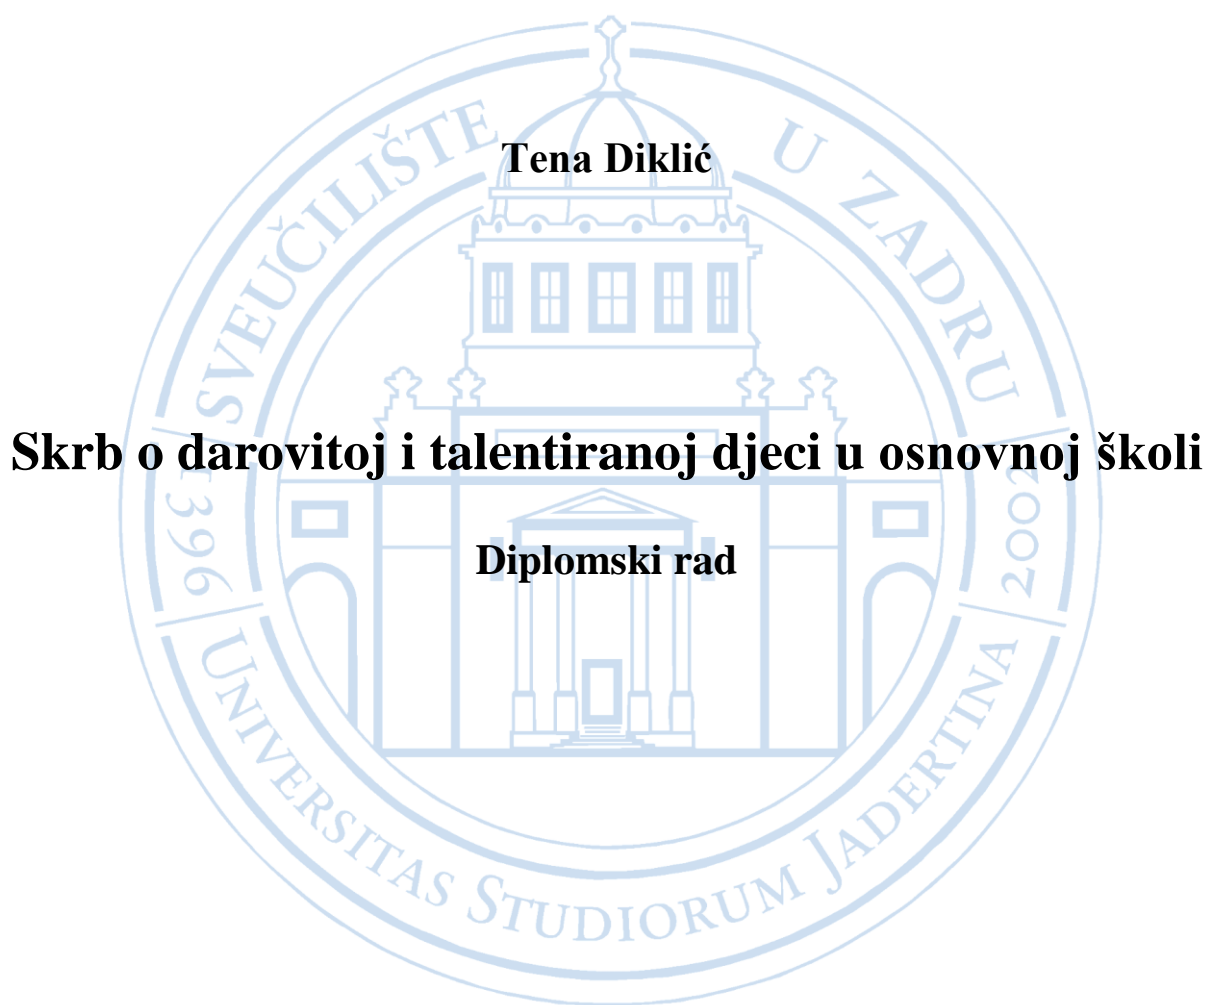 SVEUČILIŠTE U ZADRU
Tena Diklić
Skrb o darovitoj i talentiranoj djeci u osnovnoj školi
1396
2002
Diplomski rad
UNIVERSITAS STUDIORUM JADERTINA